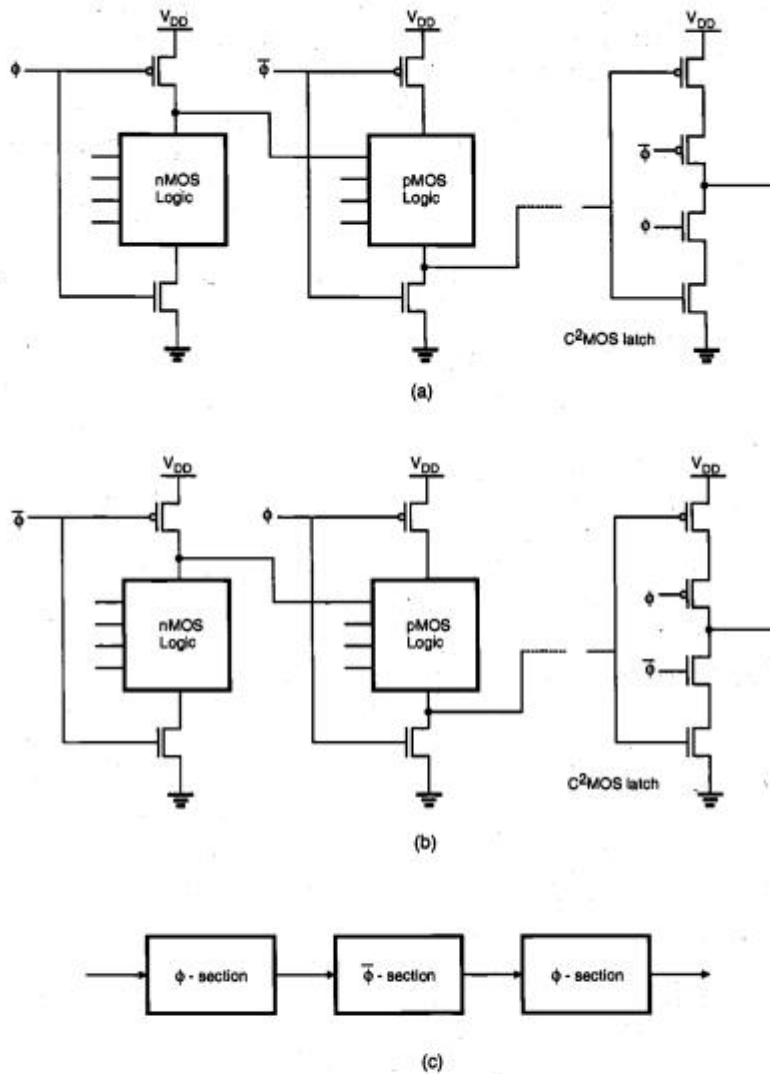 V_DD V_DD V_DD
ϕ ϕ̅
nMOS Logic
pMOS Logic
ϕ̅
ϕ
C²MOS latch
(a)
V_DD V_DD V_DD
ϕ̅ ϕ
nMOS Logic
pMOS Logic
ϕ
ϕ̅
C²MOS latch
(b)
ϕ - section ϕ̅ - section ϕ - section
(c)